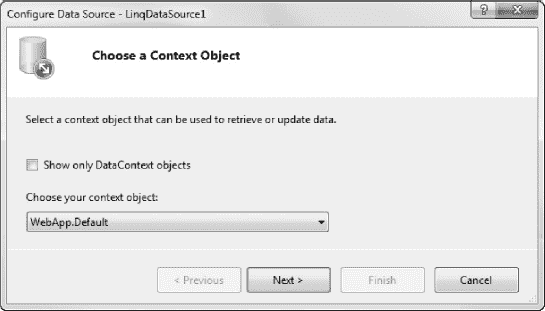 Configure Data Source - LinqDataSource1
?
Choose a Context Object
Select a context object that can be used to retrieve or update data.
Show only DataContext objects
Choose your context object:
WebApp.Default
< Previous
Next >
Finish
Cancel